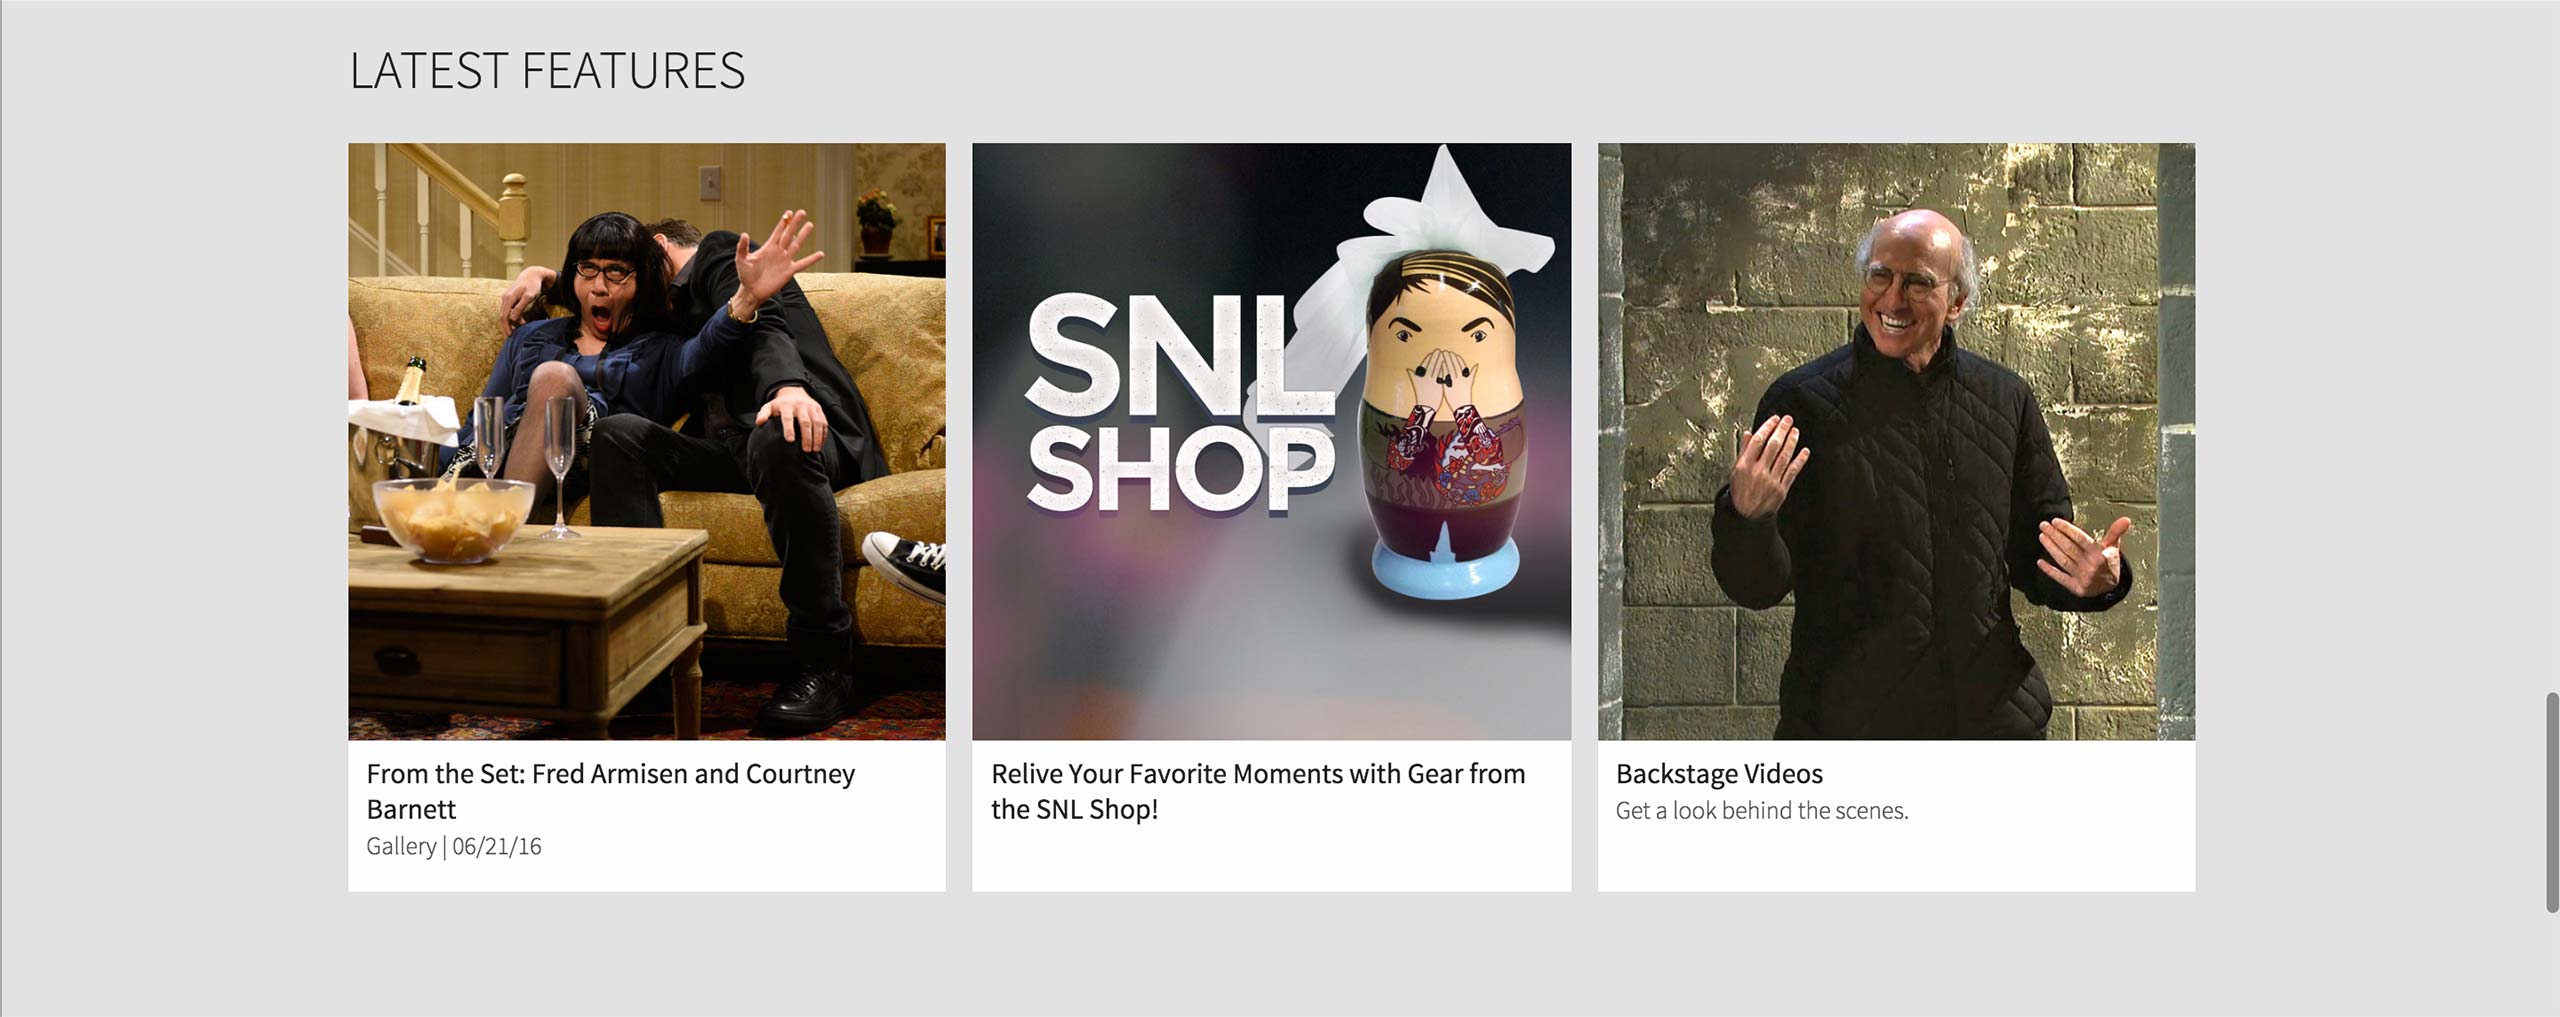 LATEST FEATURES
SNL
SHOP
From the Set: Fred Armisen and Courtney
Barnett
Gallery | 06/21/16
Relive Your Favorite Moments with Gear from
the SNL Shop!
Backstage Videos
Get a look behind the scenes.